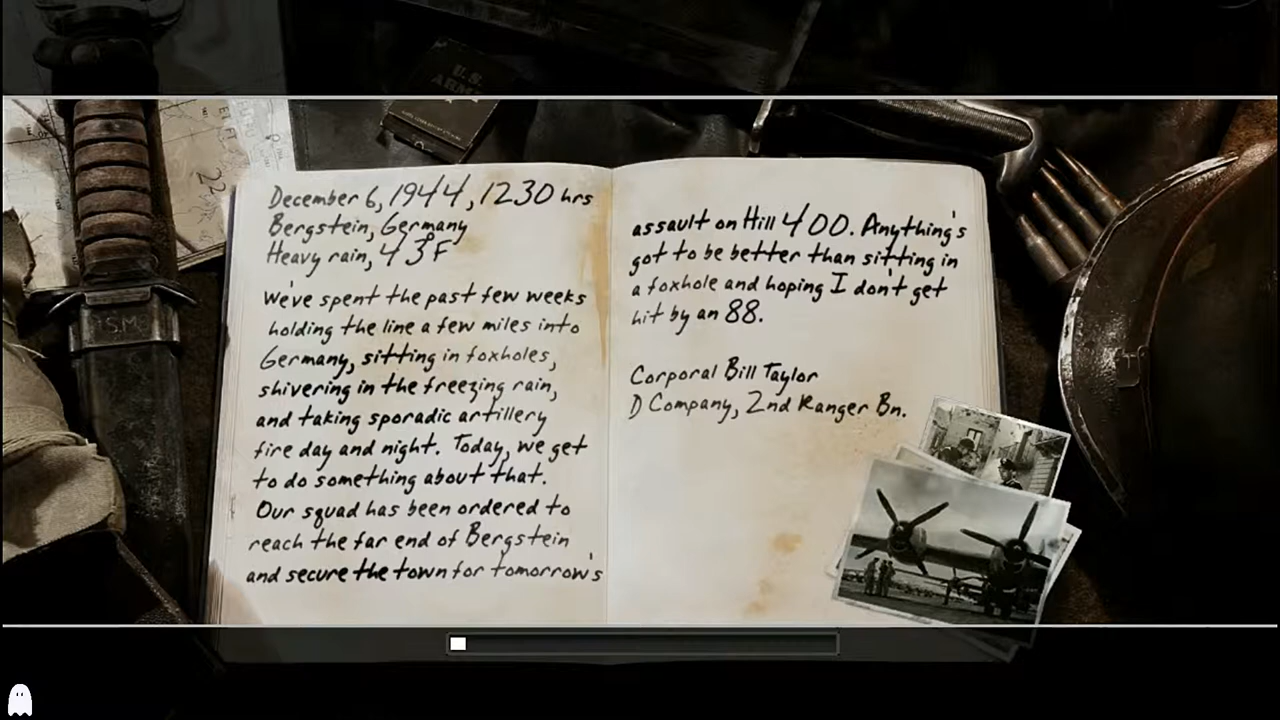 U.S.
ARMY
December 6, 1944, 1230 hrs
Bergstein, Germany
Heavy rain, 43°F
We've spent the past few weeks
holding the line a few miles into
Germany, sitting in foxholes,
shivering in the freezing rain,
and taking sporadic artillery
fire day and night. Today, we get
to do something about that.
Our squad has been ordered to
reach the far end of Bergstein
and secure the town for tomorrow's
assault on Hill 400. Anything's
got to be better than sitting in
a foxhole and hoping I don't get
hit by an 88.
Corporal Bill Taylor
D Company, 2nd Ranger Bn.